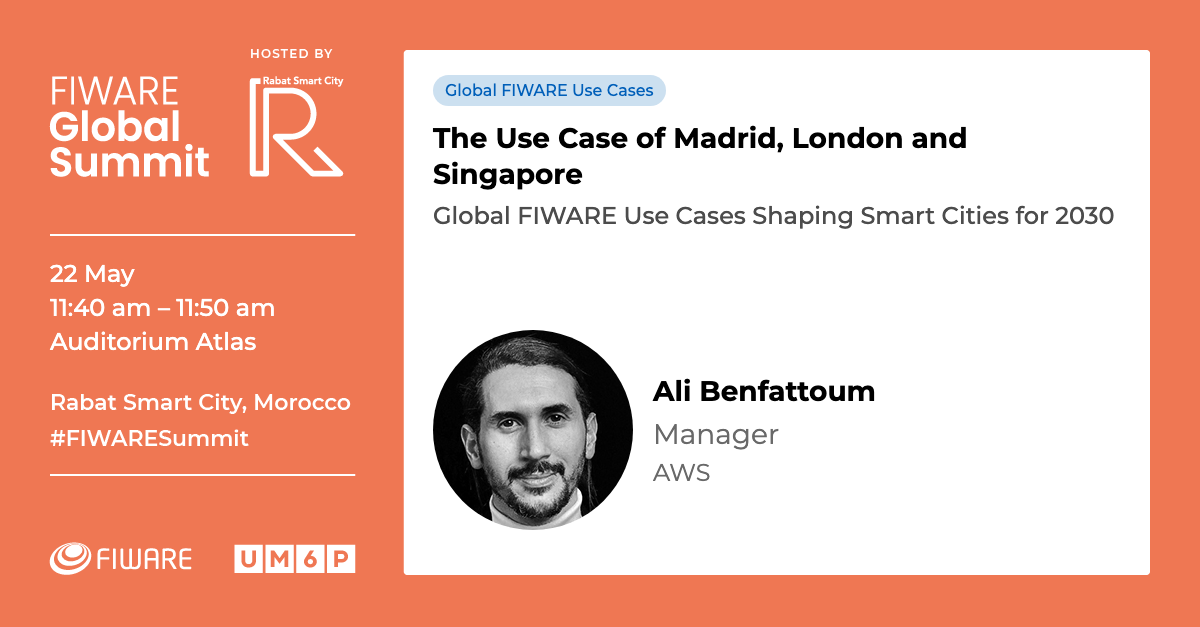 HOSTED BY
FIWARE
Global
Summit
Rabat Smart City
R
22 May
11:40 am – 11:50 am
Auditorium Atlas
Rabat Smart City, Morocco
#FIWARESummit
FIWARE
UM6P
Global FIWARE Use Cases
The Use Case of Madrid, London and
Singapore
Global FIWARE Use Cases Shaping Smart Cities for 2030
Ali Benfattoum
Manager
AWS